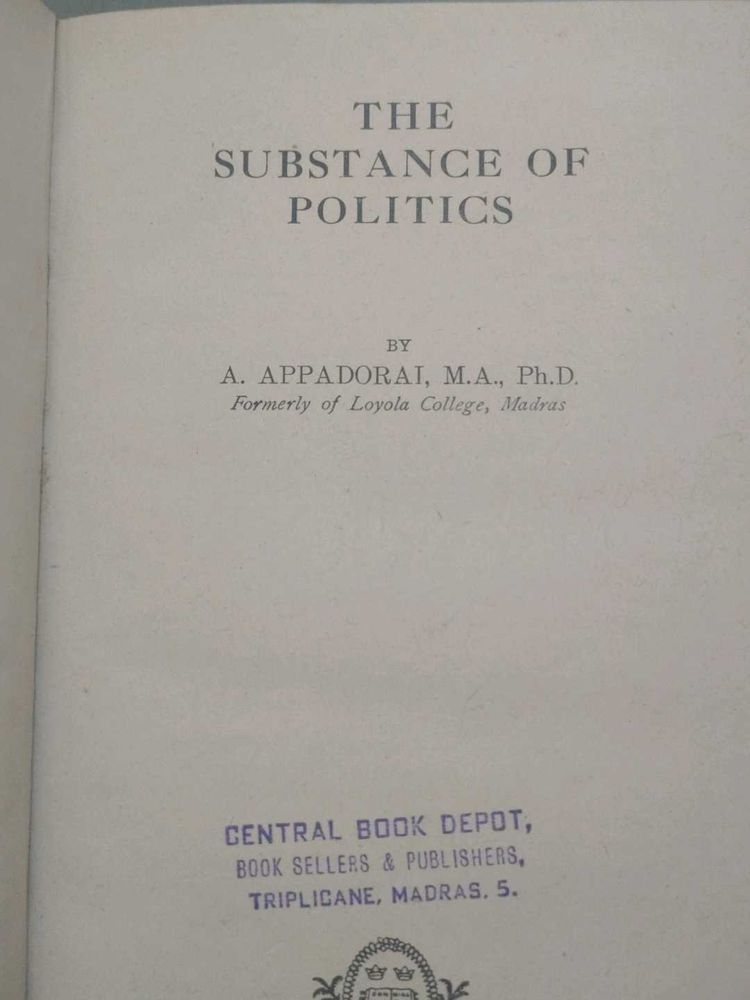 THE
SUBSTANCE OF
POLITICS
BY
A. APPADORAI, M.A., Ph.D.
Formerly of Loyola College, Madras
CENTRAL BOOK DEPOT,
BOOK SELLERS & PUBLISHERS,
TRIPLICANE, MADRAS. 5.